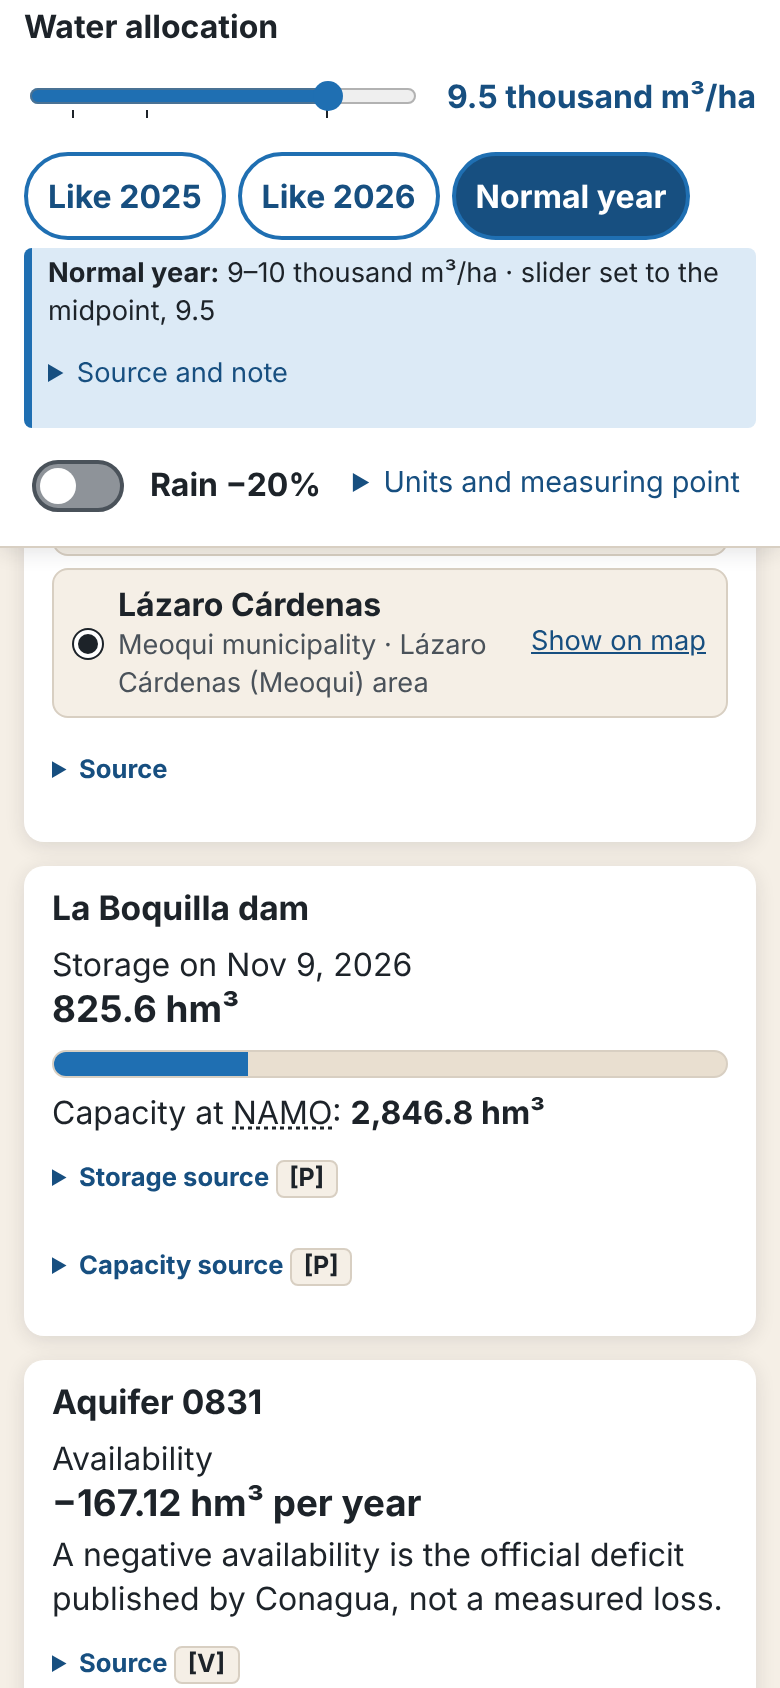 Water allocation
9.5 thousand m³/ha
Like 2025
Like 2026
Normal year
Normal year: 9–10 thousand m³/ha · slider set to the
midpoint, 9.5
Source and note
Rain −20%
Units and measuring point
Lázaro Cárdenas
Meoqui municipality · Lázaro
Cárdenas (Meoqui) area
Show on map
Source
La Boquilla dam
Storage on Nov 9, 2026
825.6 hm³
Capacity at NAMO: 2,846.8 hm³
Storage source [P]
Capacity source [P]
Aquifer 0831
Availability
−167.12 hm³ per year
A negative availability is the official deficit
published by Conagua, not a measured loss.
Source [V]